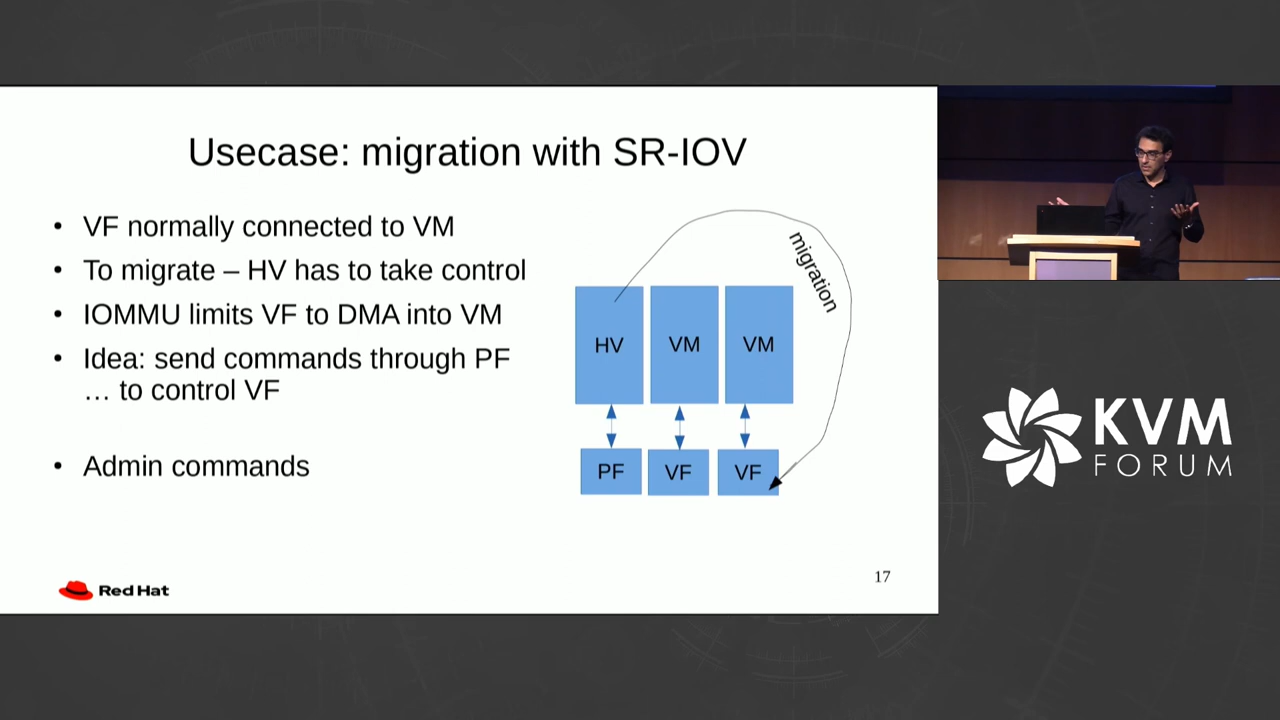 Usecase: migration with SR-IOV
• VF normally connected to VM
• To migrate – HV has to take control
• IOMMU limits VF to DMA into VM
• Idea: send commands through PF
… to control VF
• Admin commands
migration
HV
VM
VM
PF
VF
VF
Red Hat
17
KVM
FORUM